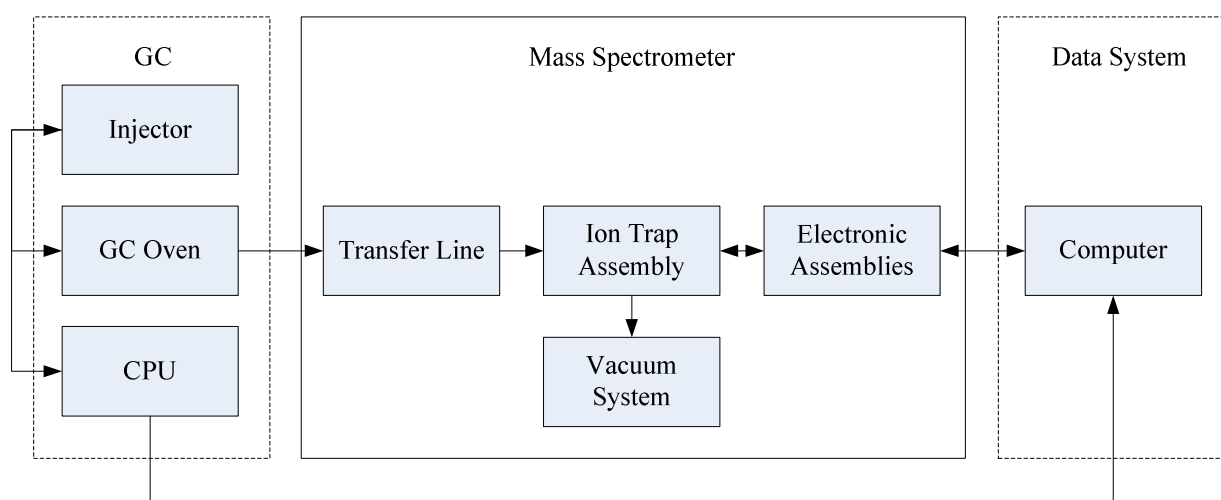 GC
Injector
GC Oven
CPU
Mass Spectrometer
Transfer Line
Ion Trap
Assembly
Electronic
Assemblies
Vacuum
System
Data System
Computer